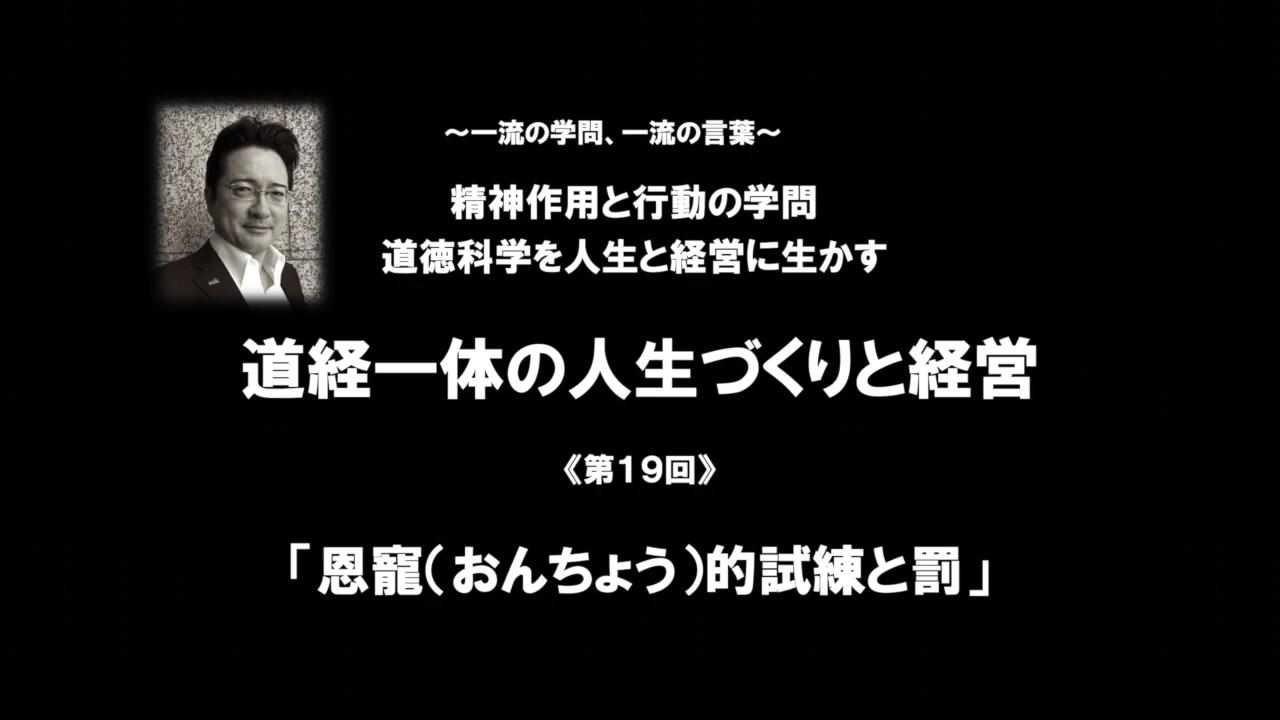 ～一流の学問、一流の言葉～
精神作用と行動の学問
道徳科学を人生と経営に生かす
道経一体の人生づくりと経営
《第１９回》
「恩寵（おんちょう）的試練と罰」